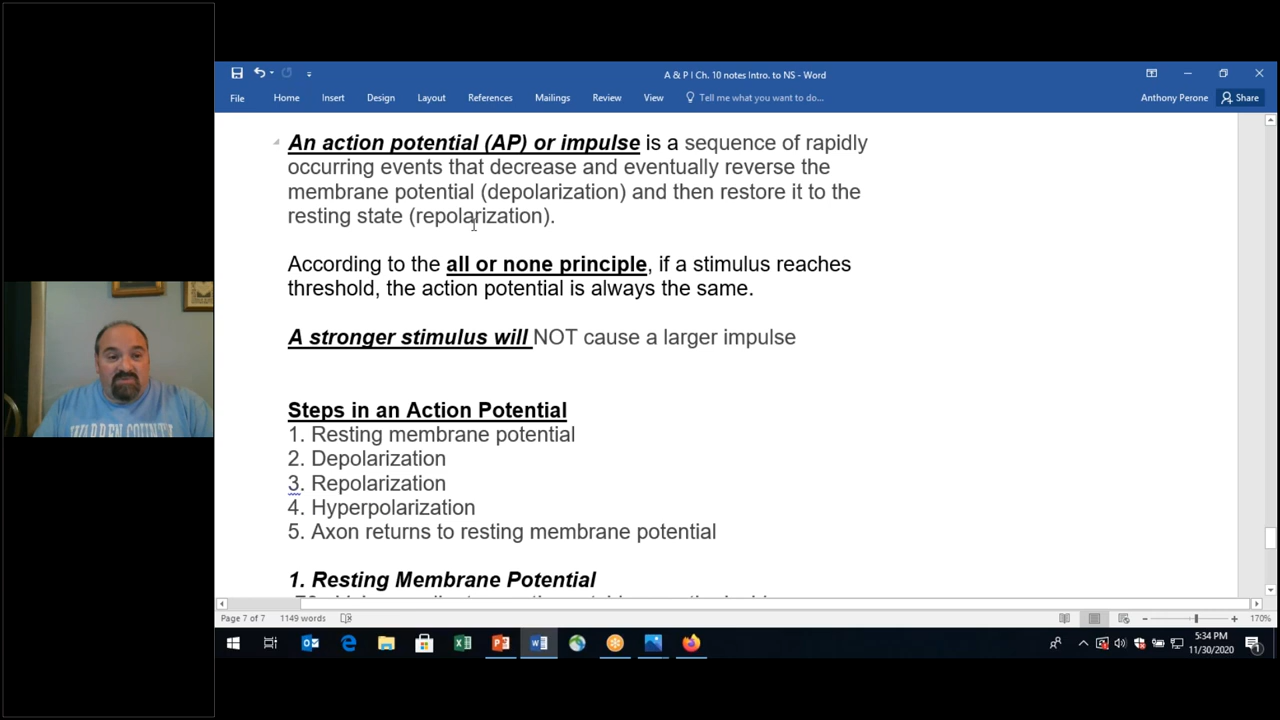 A & P I Ch. 10 notes Intro. to NS - Word
File Home Insert Design Layout References Mailings Review View Tell me what you want to do... Anthony Perone Share
An action potential (AP) or impulse is a sequence of rapidly
occurring events that decrease and eventually reverse the
membrane potential (depolarization) and then restore it to the
resting state (repolarization).
According to the all or none principle, if a stimulus reaches
threshold, the action potential is always the same.
A stronger stimulus will NOT cause a larger impulse
Steps in an Action Potential
1. Resting membrane potential
2. Depolarization
3. Repolarization
4. Hyperpolarization
5. Axon returns to resting membrane potential
1. Resting Membrane Potential
Page 7 of 7 1149 words 170%
5:34 PM
11/30/2020
WARREN COUNTY